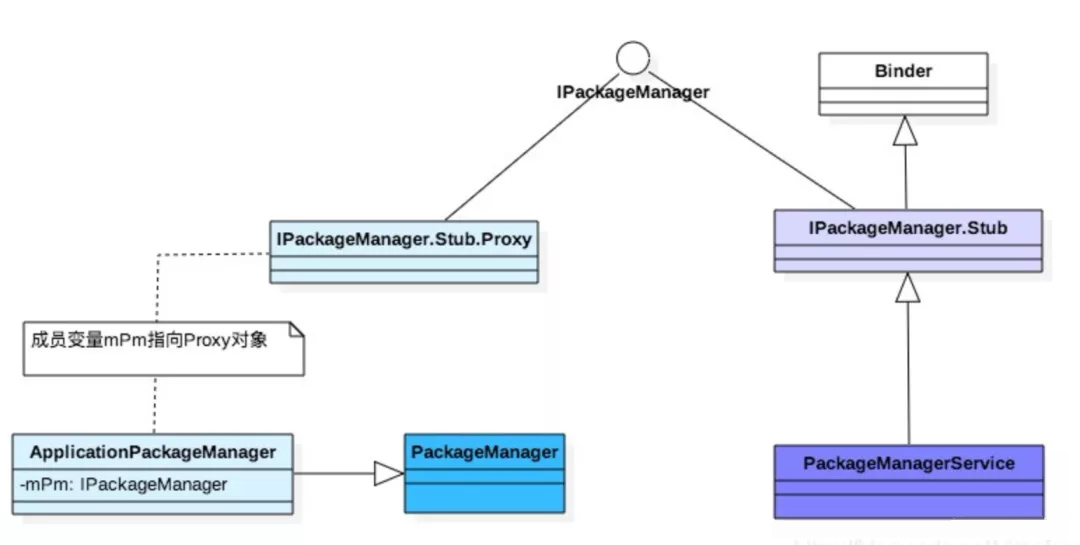 IPackageManager
Binder
IPackageManager.Stub.Proxy
IPackageManager.Stub
成员变量mPm指向Proxy对象
ApplicationPackageManager
-mPm: IPackageManager
PackageManager
PackageManagerService